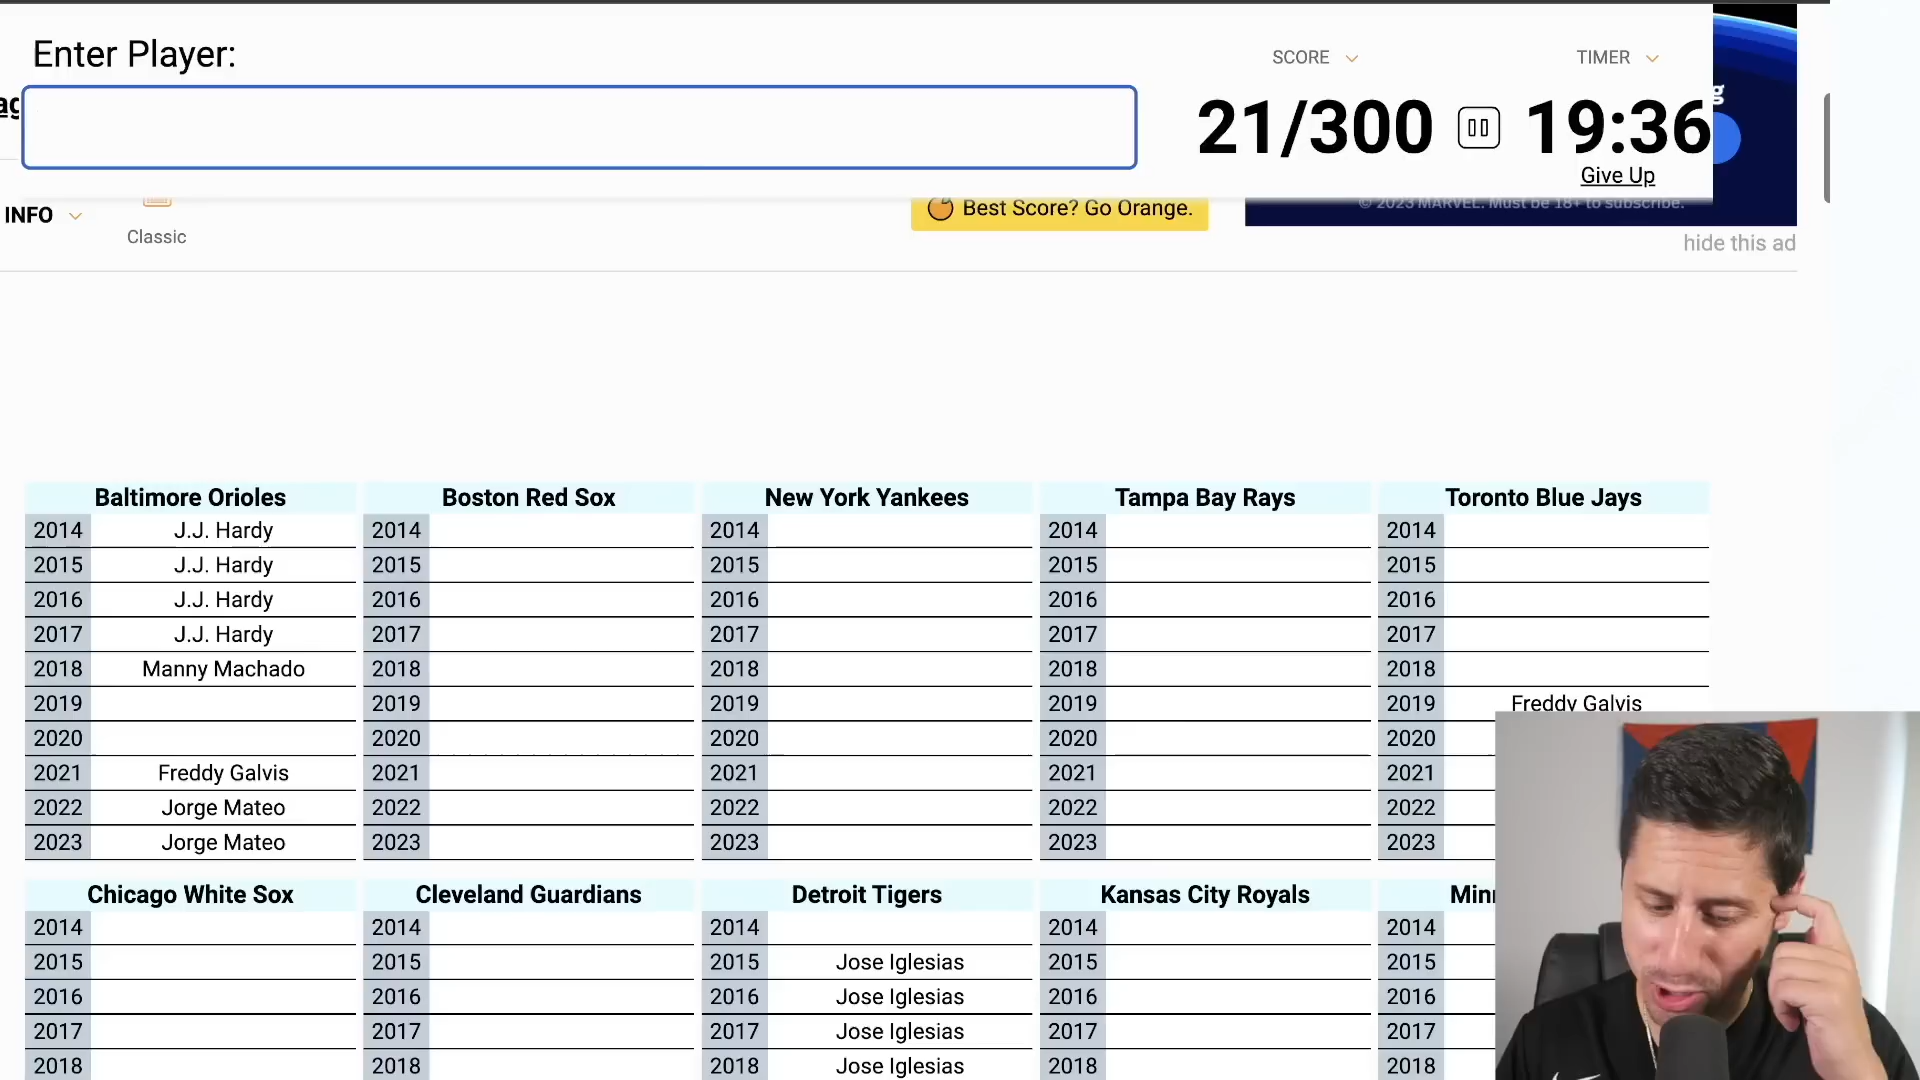 Enter Player:
SCORE
TIMER
21/300
19:36
Give Up
INFO
Classic
Best Score? Go Orange.
© 2023 MARVEL. Must be 18+ to subscribe.
hide this ad
Baltimore Orioles Boston Red Sox New York Yankees Tampa Bay Rays Toronto Blue Jays
2014 J.J. Hardy 2014 2014 2014 2014
2015 J.J. Hardy 2015 2015 2015 2015
2016 J.J. Hardy 2016 2016 2016 2016
2017 J.J. Hardy 2017 2017 2017 2017
2018 Manny Machado 2018 2018 2018 2018
2019 2019 2019 2019 2019 Freddy Galvis
2020 2020 2020 2020 2020
2021 Freddy Galvis 2021 2021 2021 2021
2022 Jorge Mateo 2022 2022 2022 2022
2023 Jorge Mateo 2023 2023 2023 2023
Chicago White Sox Cleveland Guardians Detroit Tigers Kansas City Royals
2014 2014 2014 2014 2014
2015 2015 2015 Jose Iglesias 2015 2015
2016 2016 2016 Jose Iglesias 2016 2016
2017 2017 2017 Jose Iglesias 2017 2017
2018 2018 2018 Jose Iglesias 2018 2018